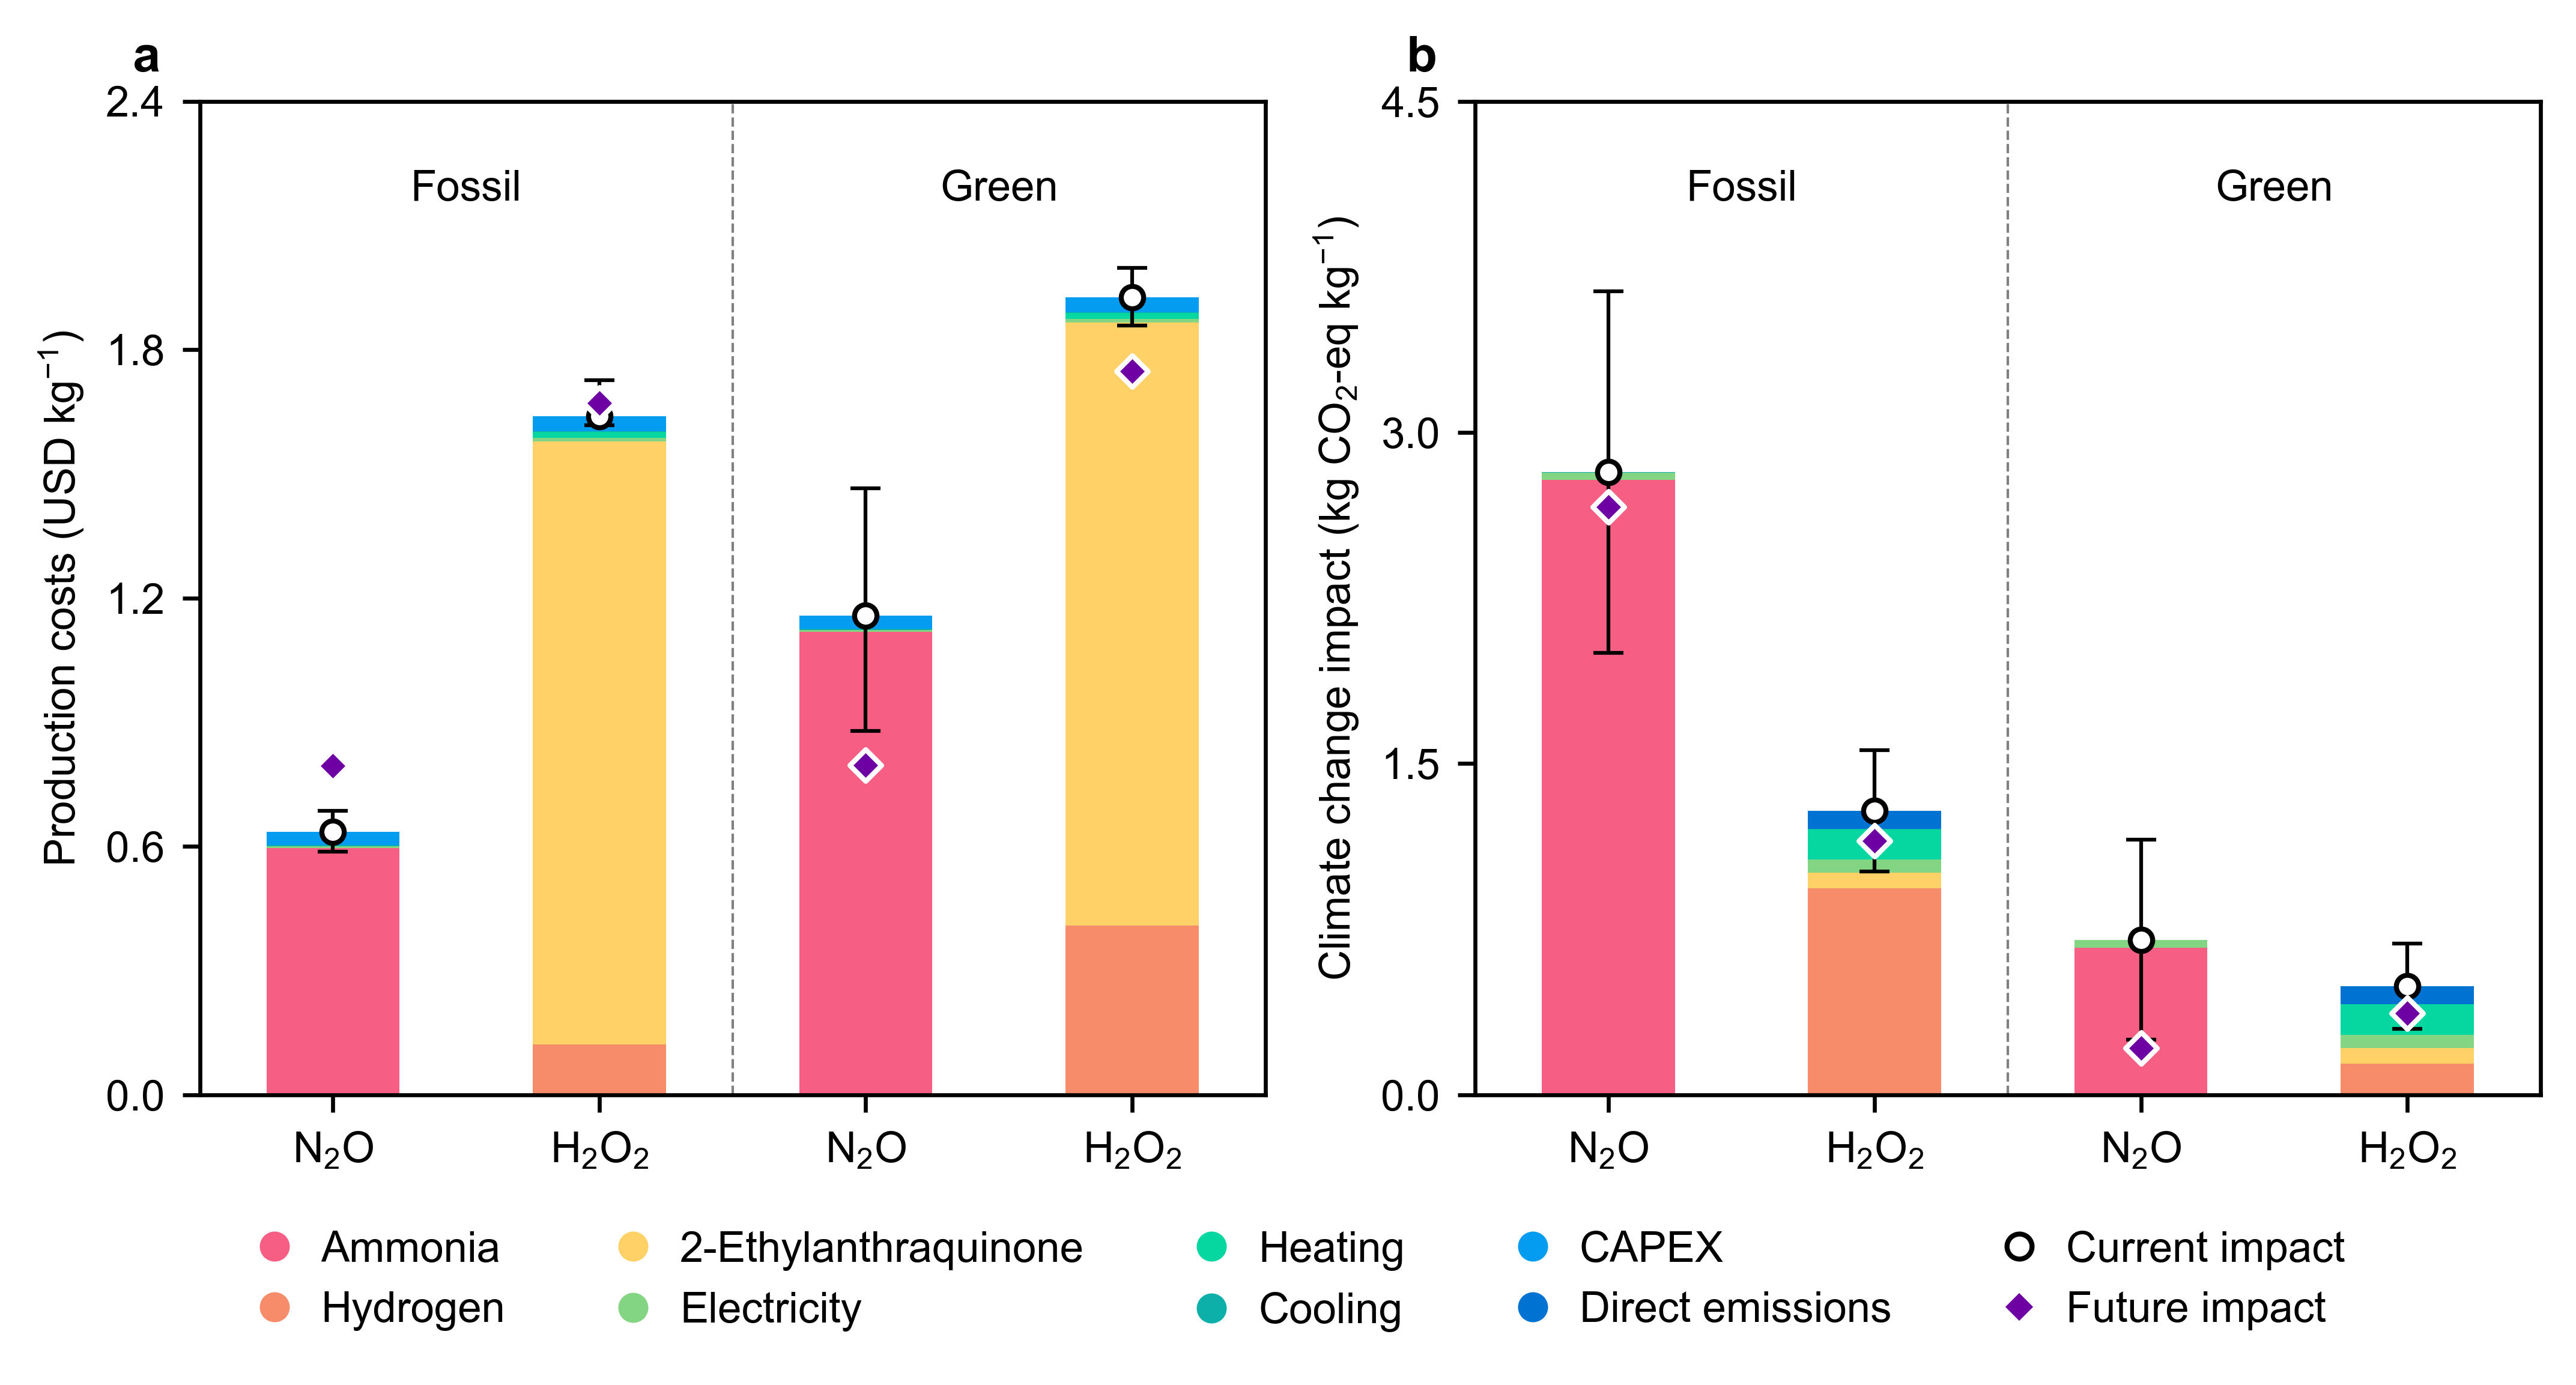 a
Production costs (USD kg⁻¹)
2.4
1.8
1.2
0.6
0.0
Fossil
Green
N₂O
H₂O₂
N₂O
H₂O₂
b
Climate change impact (kg CO₂-eq kg⁻¹)
4.5
3.0
1.5
0.0
Fossil
Green
N₂O
H₂O₂
N₂O
H₂O₂
Ammonia
2-Ethylanthraquinone
Heating
CAPEX
Current impact
Hydrogen
Electricity
Cooling
Direct emissions
Future impact